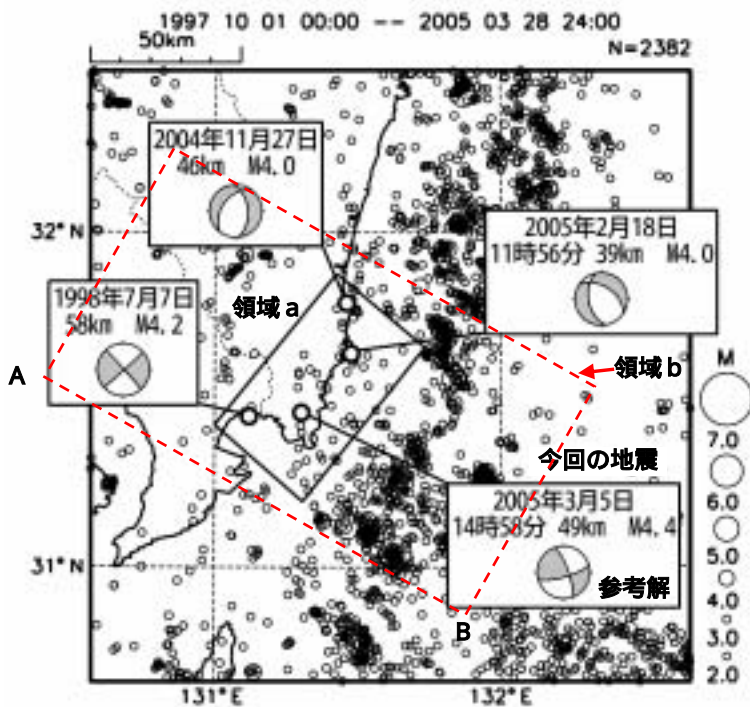 1997 10 01 00:00 -- 2005 03 28 24:00
50km
N=2382
2004年11月27日
46km M4.0
32°N
2005年2月18日
11時56分 39km M4.0
1998年7月7日
58km M4.2
領域a
A
領域b
M
7.0
6.0
5.0
4.0
3.0
2.0
今回の地震
2005年3月5日
14時58分 49km M4.4
参考解
31°N
B
131°E
132°E